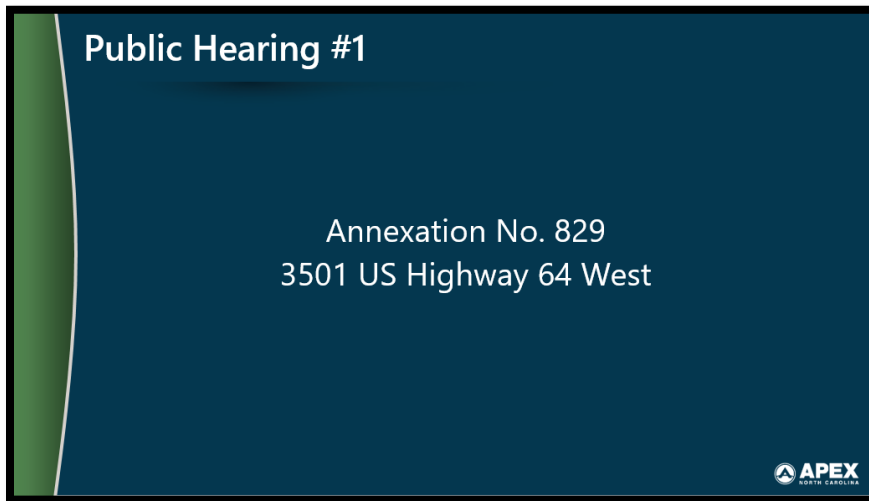 Public Hearing #1
Annexation No. 829
3501 US Highway 64 West
APEX
NORTH CAROLINA